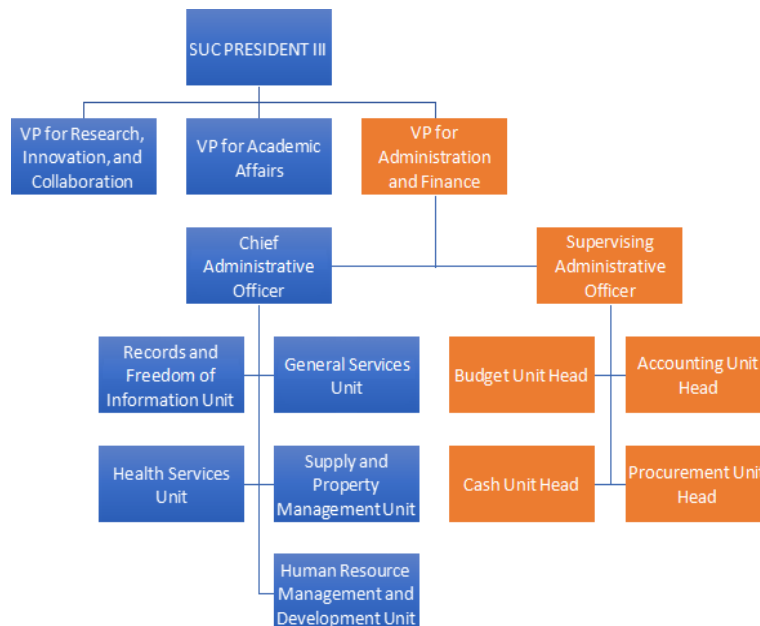 SUC PRESIDENT III
VP for Research,
Innovation, and
Collaboration
VP for Academic
Affairs
VP for
Administration
and Finance
Chief
Administrative
Officer
Supervising
Administrative
Officer
Records and
Freedom of
Information Unit
General Services
Unit
Budget Unit Head
Accounting Unit
Head
Health Services
Unit
Supply and
Property
Management Unit
Cash Unit Head
Procurement Unit
Head
Human Resource
Management and
Development Unit